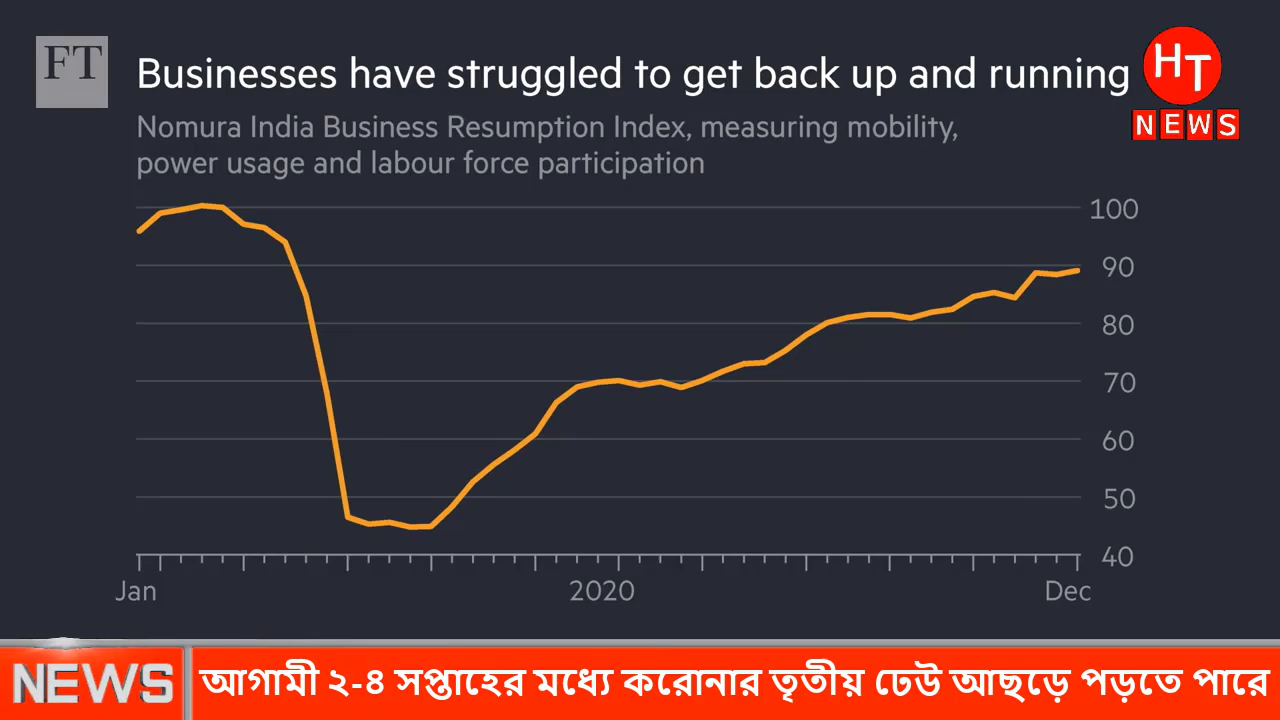 FT
Businesses have struggled to get back up and running
HT
NEWS
Nomura India Business Resumption Index, measuring mobility,
power usage and labour force participation
100
90
80
70
60
50
40
Jan 2020 Dec
NEWS
আগামী ২-৪ সপ্তাহের মধ্যে করোনার তৃতীয় ঢেউ আছড়ে পড়তে পারে